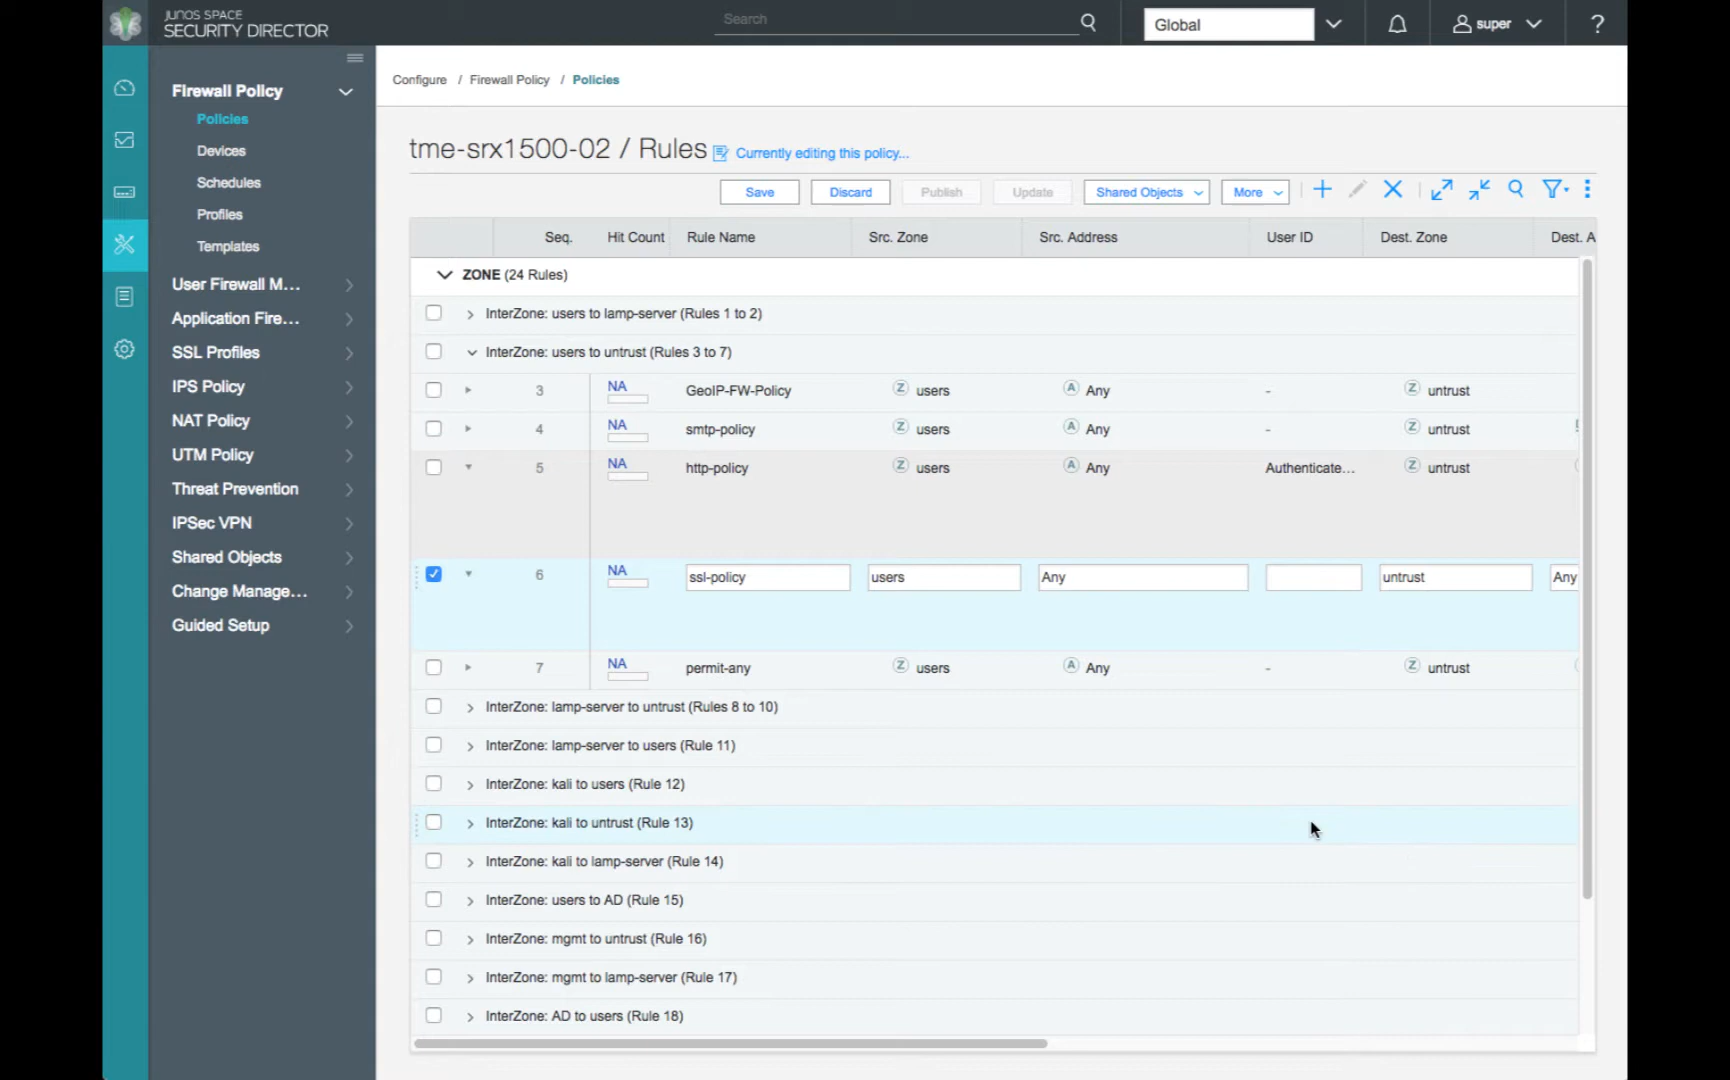 JUNOS SPACE
SECURITY DIRECTOR
Search
Global
super
?
Firewall Policy
Policies
Devices
Schedules
Profiles
Templates
User Firewall M...
Application Fire...
SSL Profiles
IPS Policy
NAT Policy
UTM Policy
Threat Prevention
IPSec VPN
Shared Objects
Change Manage...
Guided Setup
Configure / Firewall Policy / Policies
tme-srx1500-02 / Rules Currently editing this policy...
Save Discard Publish Update Shared Objects More
Seq. Hit Count Rule Name Src. Zone Src. Address User ID Dest. Zone Dest. A
ZONE (24 Rules)
InterZone: users to lamp-server (Rules 1 to 2)
InterZone: users to untrust (Rules 3 to 7)
3 NA GeoIP-FW-Policy Z users A Any - Z untrust
4 NA smtp-policy Z users A Any - Z untrust
5 NA http-policy Z users A Any Authenticate... Z untrust
6 NA ssl-policy users Any untrust Any
7 NA permit-any Z users A Any - Z untrust
InterZone: lamp-server to untrust (Rules 8 to 10)
InterZone: lamp-server to users (Rule 11)
InterZone: kali to users (Rule 12)
InterZone: kali to untrust (Rule 13)
InterZone: kali to lamp-server (Rule 14)
InterZone: users to AD (Rule 15)
InterZone: mgmt to untrust (Rule 16)
InterZone: mgmt to lamp-server (Rule 17)
InterZone: AD to users (Rule 18)